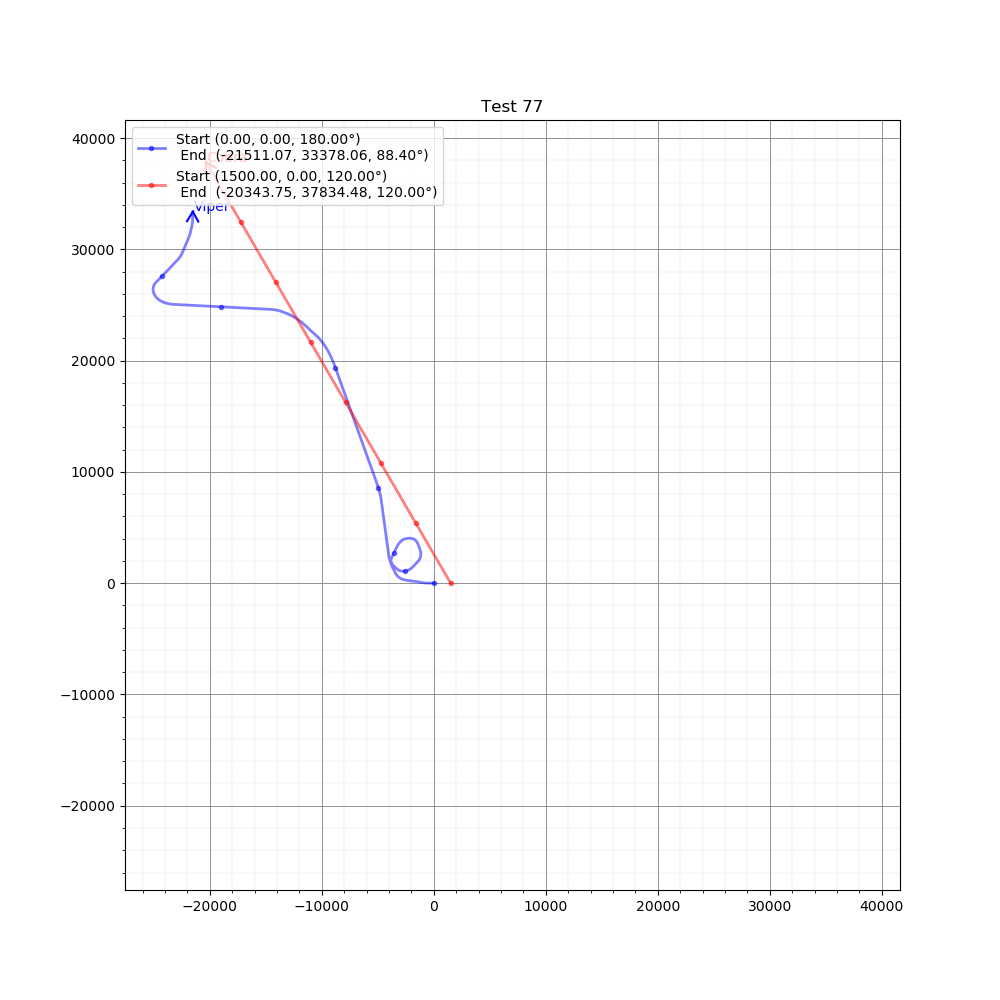 Test 77
Start (0.00, 0.00, 180.00°)
End (-21511.07, 33378.06, 88.40°)
Start (1500.00, 0.00, 120.00°)
End (-20343.75, 37834.48, 120.00°)
Viper
40000
30000
20000
10000
0
−10000
−20000
−20000 −10000 0 10000 20000 30000 40000